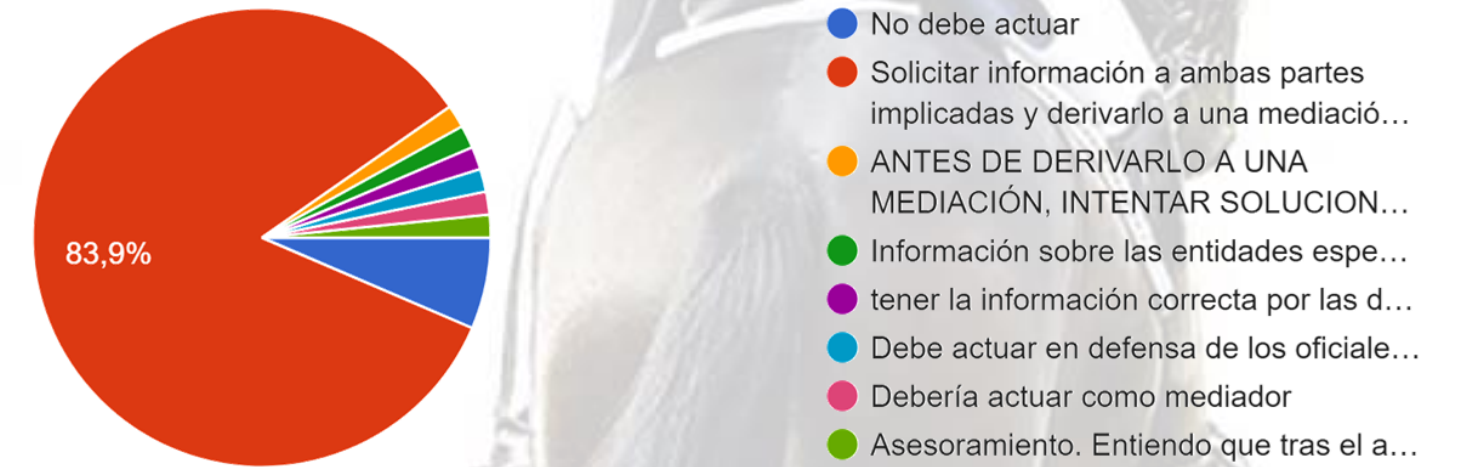 83,9%
No debe actuar
Solicitar información a ambas partes
implicadas y derivarlo a una mediació…
ANTES DE DERIVARLO A UNA
MEDIACIÓN, INTENTAR SOLUCION…
Información sobre las entidades espe…
tener la información correcta por las d…
Debe actuar en defensa de los oficiale…
Debería actuar como mediador
Asesoramiento. Entiendo que tras el a…